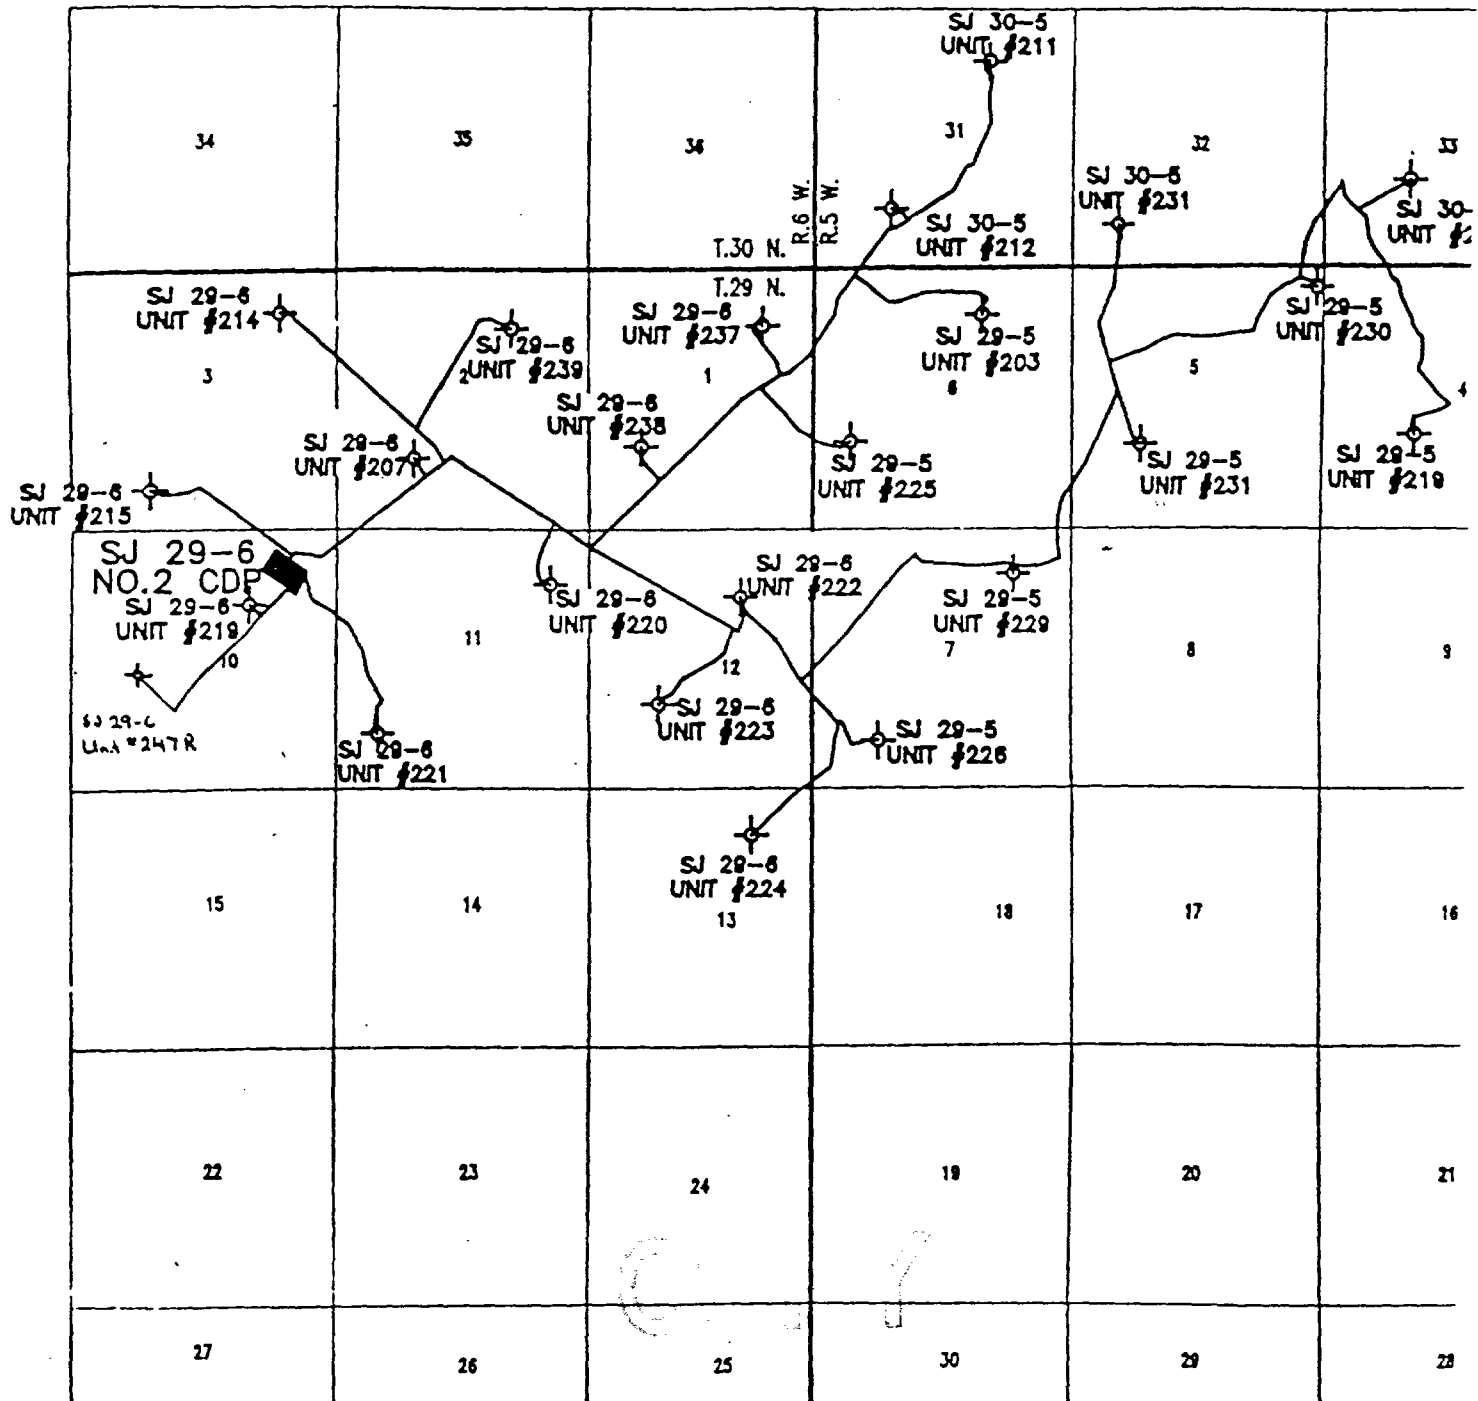 SJ 30-5
UNIT #211
34
35
36
31
32
33
R.6 W.
R.5 W.
SJ 30-5
UNIT #231
SJ 30-
SJ 30-5
UNIT #212
T.30 N.
T.29 N.
SJ 29-6
UNIT #214
SJ 29-6
UNIT #239
SJ 29-6
UNIT #237
SJ 29-5
UNIT #203
SJ 29-5
UNIT #230
3
2
1
6
5
4
SJ 29-6
UNIT #238
SJ 29-6
UNIT #207
SJ 29-5
UNIT #225
SJ 29-5
UNIT #231
SJ 29-5
UNIT #219
SJ 29-6
UNIT #215
SJ 29-6
NO.2 CDP
SJ 29-6
UNIT #219
SJ 29-6
UNIT #220
SJ 29-6
UNIT #222
SJ 29-5
UNIT #229
10
11
12
7
8
9
SJ 29-6
Unit #247R
SJ 29-6
UNIT #221
SJ 29-6
UNIT #223
SJ 29-5
UNIT #226
SJ 29-6
UNIT #224
15
14
13
18
17
16
22
23
24
19
20
21
27
26
25
30
29
28